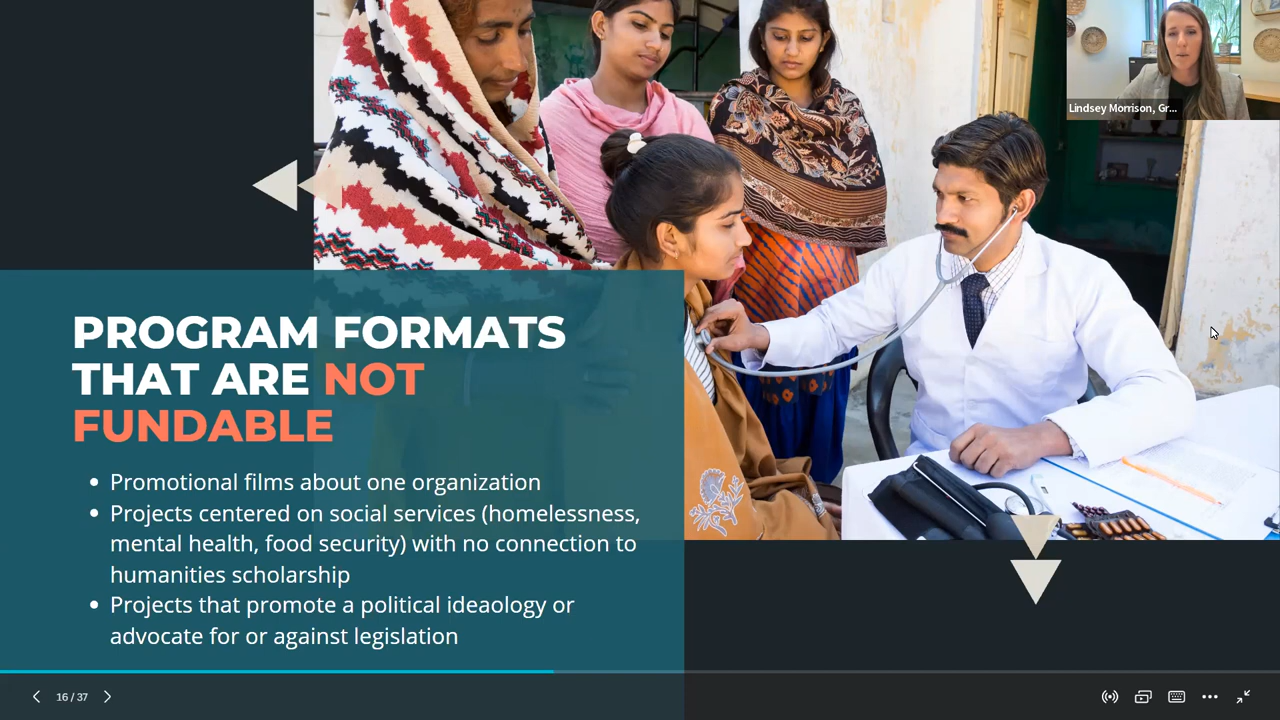 Lindsey Morrison, Gr...
PROGRAM FORMATS
THAT ARE NOT
FUNDABLE
• Promotional films about one organization
• Projects centered on social services (homelessness,
mental health, food security) with no connection to
humanities scholarship
• Projects that promote a political ideaology or
advocate for or against legislation
16 / 37